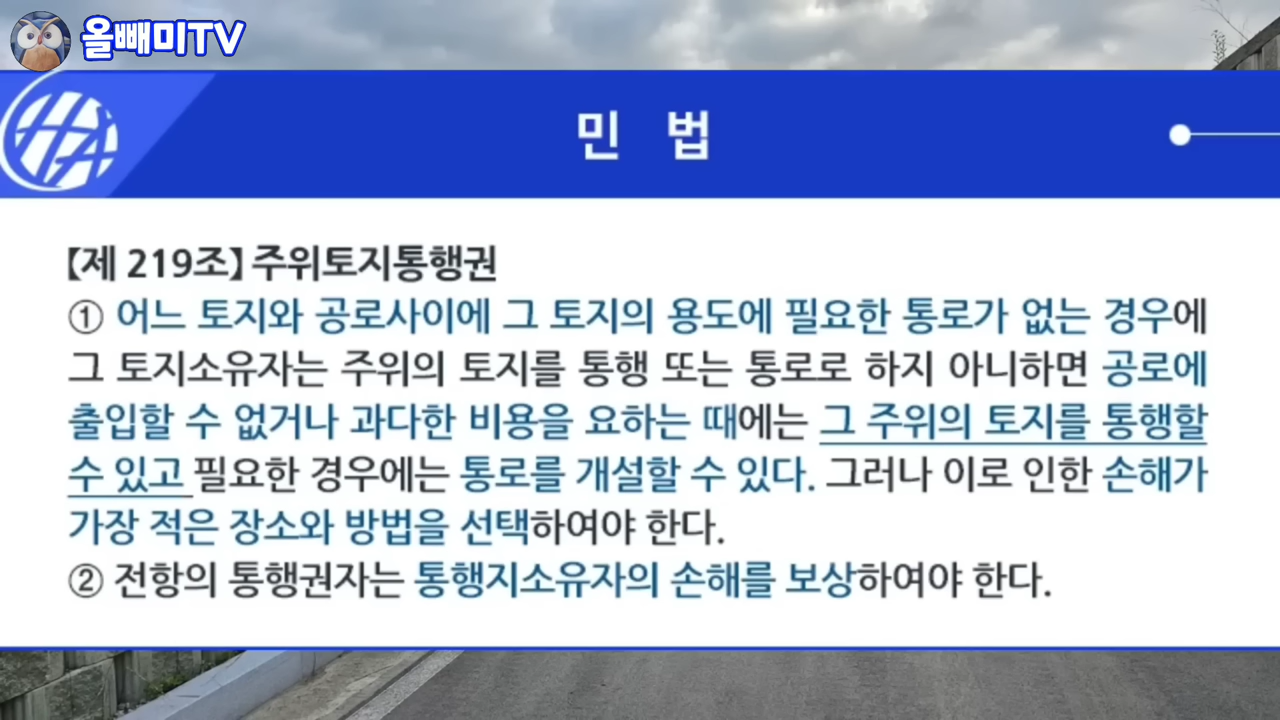 올빼미TV
HA
민 법
【제 219조】 주위토지통행권
① 어느 토지와 공로사이에 그 토지의 용도에 필요한 통로가 없는 경우에
그 토지소유자는 주위의 토지를 통행 또는 통로로 하지 아니하면 공로에
출입할 수 없거나 과다한 비용을 요하는 때에는 그 주위의 토지를 통행할
수 있고 필요한 경우에는 통로를 개설할 수 있다. 그러나 이로 인한 손해가
가장 적은 장소와 방법을 선택하여야 한다.
② 전항의 통행권자는 통행지소유자의 손해를 보상하여야 한다.